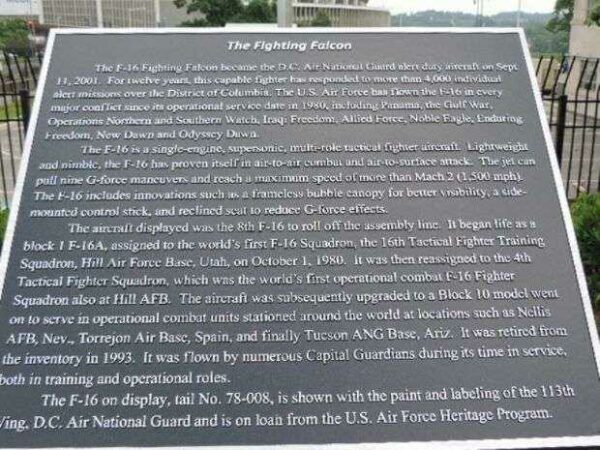 The Fighting Falcon
The F-16 Fighting Falcon became the D.C. Air National Guard alert duty aircraft on Sept
11, 2001. For twelve years, this capable fighter has responded to more than 4,000 individual
alert missions over the District of Columbia. The U.S. Air Force has flown the F-16 in every
major conflict since its operational service date in 1980, including Panama, the Gulf War,
Operations Northern and Southern Watch, Iraqi Freedom, Allied Force, Noble Eagle, Enduring
Freedom, New Dawn and Odyssey Dawn.
The F-16 is a single-engine, supersonic, multi-role tactical fighter aircraft. Lightweight
and nimble, the F-16 has proven itself in air-to-air combat and air-to-surface attack. The jet can
pull nine G-force maneuvers and reach a maximum speed of more than Mach 2 (1,500 mph).
The F-16 includes innovations such as a frameless bubble canopy for better visibility, a side-
mounted control stick, and reclined seat to reduce G-force effects.
The aircraft displayed was the 8th F-16 to roll off the assembly line. It began life as a
block 1 F-16A, assigned to the world's first F-16 Squadron, the 16th Tactical Fighter Training
Squadron, Hill Air Force Base, Utah, on October 1, 1980. It was then reassigned to the 4th
Tactical Fighter Squadron, which was the world's first operational combat F-16 Fighter
Squadron also at Hill AFB. The aircraft was subsequently upgraded to a Block 10 model went
on to serve in operational combat units stationed around the world at locations such as Nellis
AFB, Nev., Torrejon Air Base, Spain, and finally Tucson ANG Base, Ariz. It was retired from
the inventory in 1993. It was flown by numerous Capital Guardians during its time in service,
both in training and operational roles.
The F-16 on display, tail No. 78-008, is shown with the paint and labeling of the 113th
Wing, D.C. Air National Guard and is on loan from the U.S. Air Force Heritage Program.